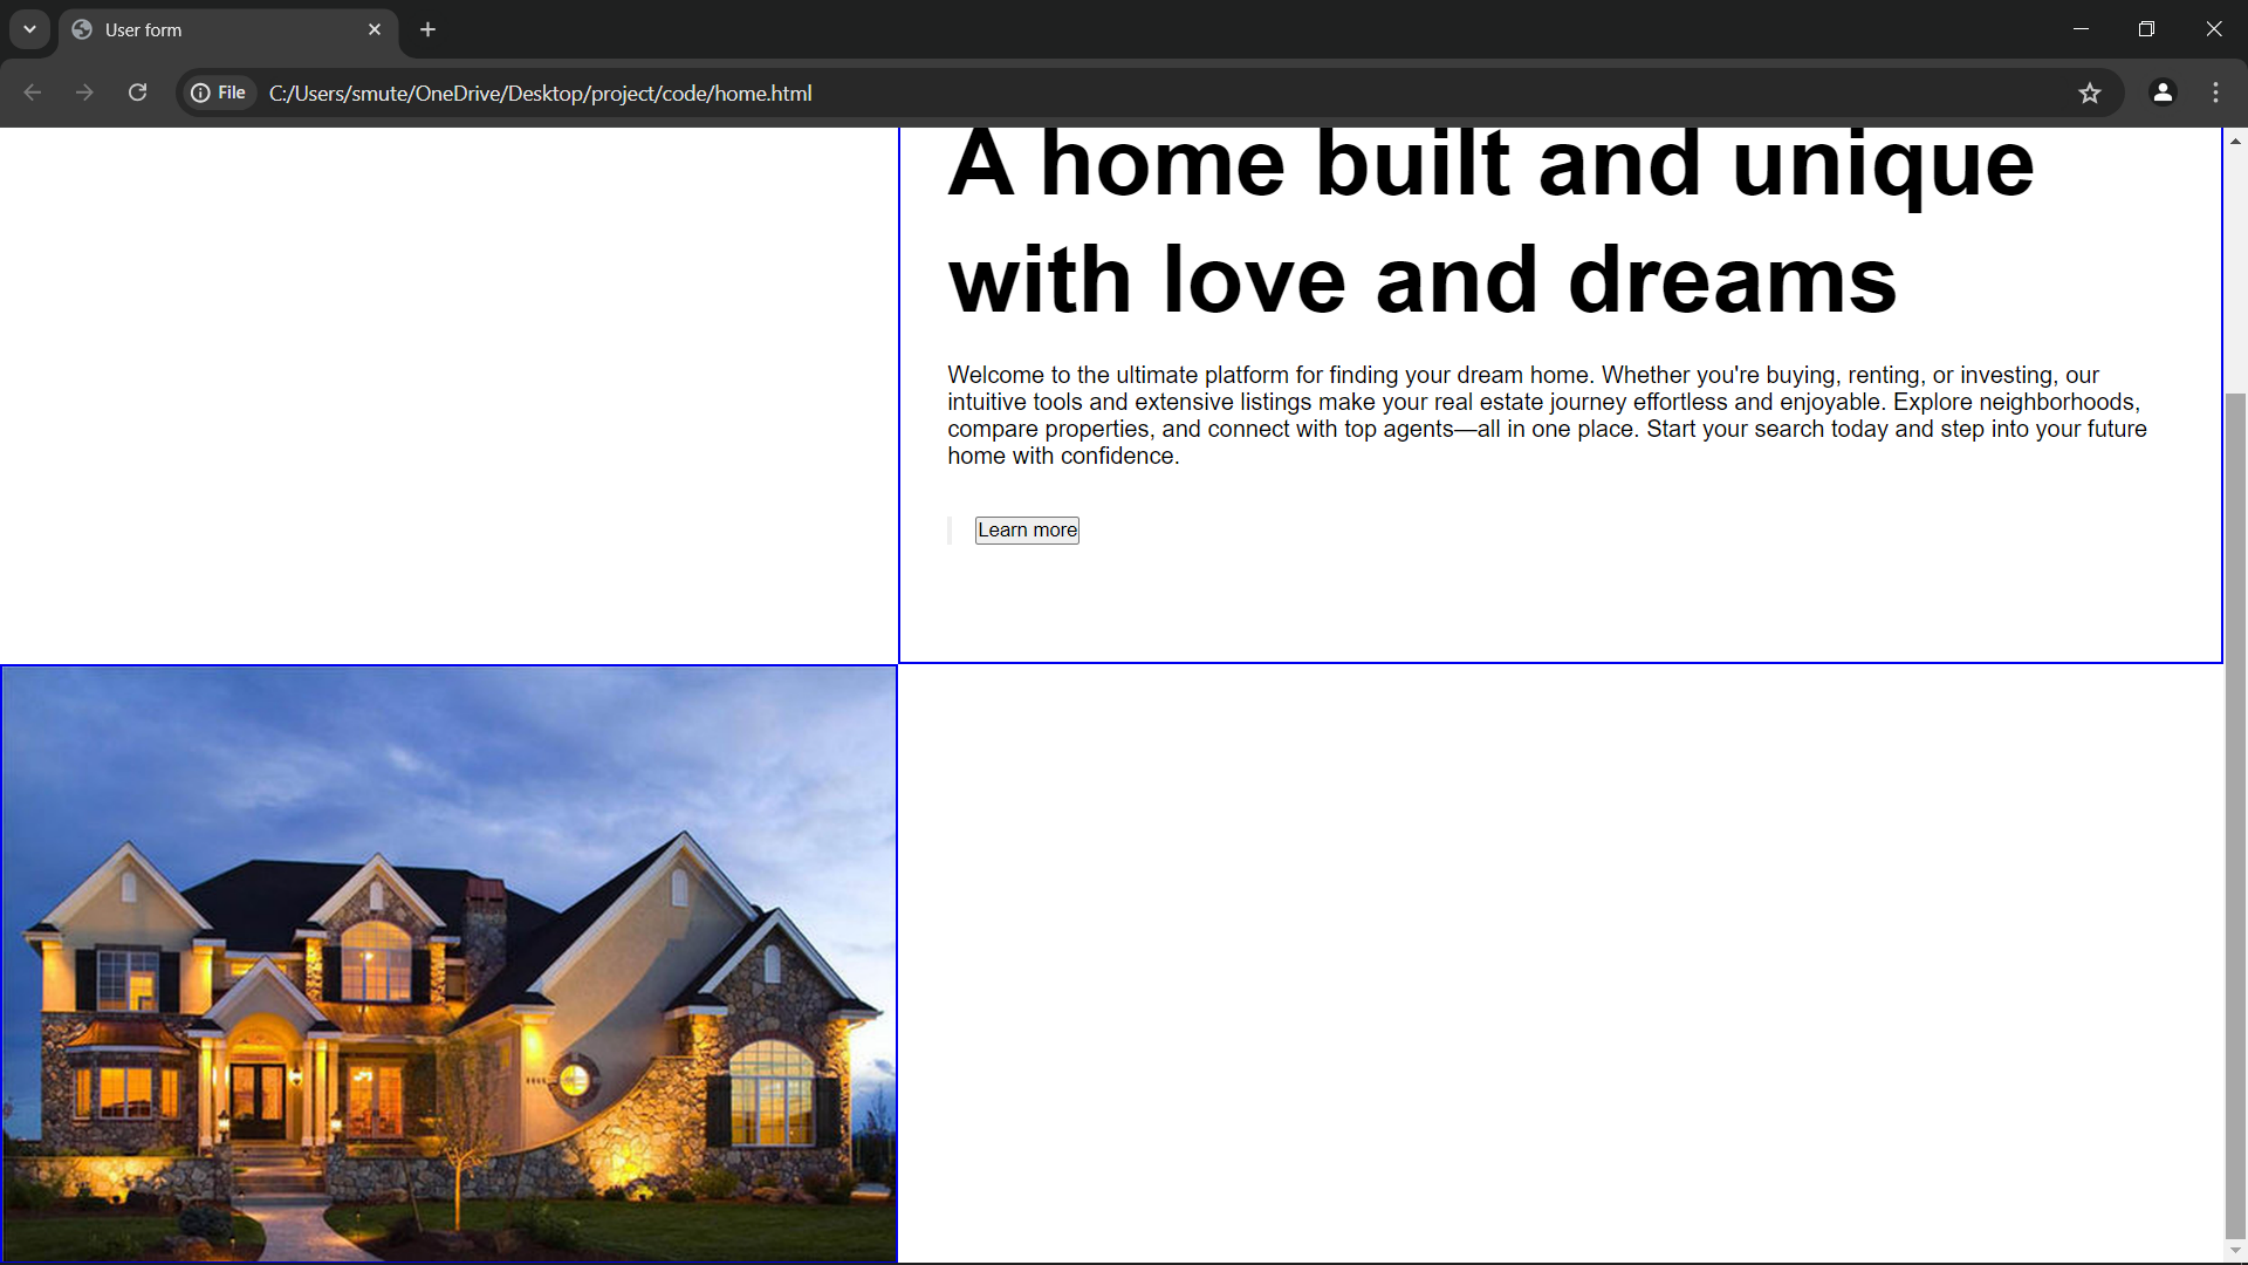 User form
File
C:/Users/smute/OneDrive/Desktop/project/code/home.html
A home built and unique
with love and dreams
Welcome to the ultimate platform for finding your dream home. Whether you're buying, renting, or investing, our
intuitive tools and extensive listings make your real estate journey effortless and enjoyable. Explore neighborhoods,
compare properties, and connect with top agents—all in one place. Start your search today and step into your future
home with confidence.
Learn more